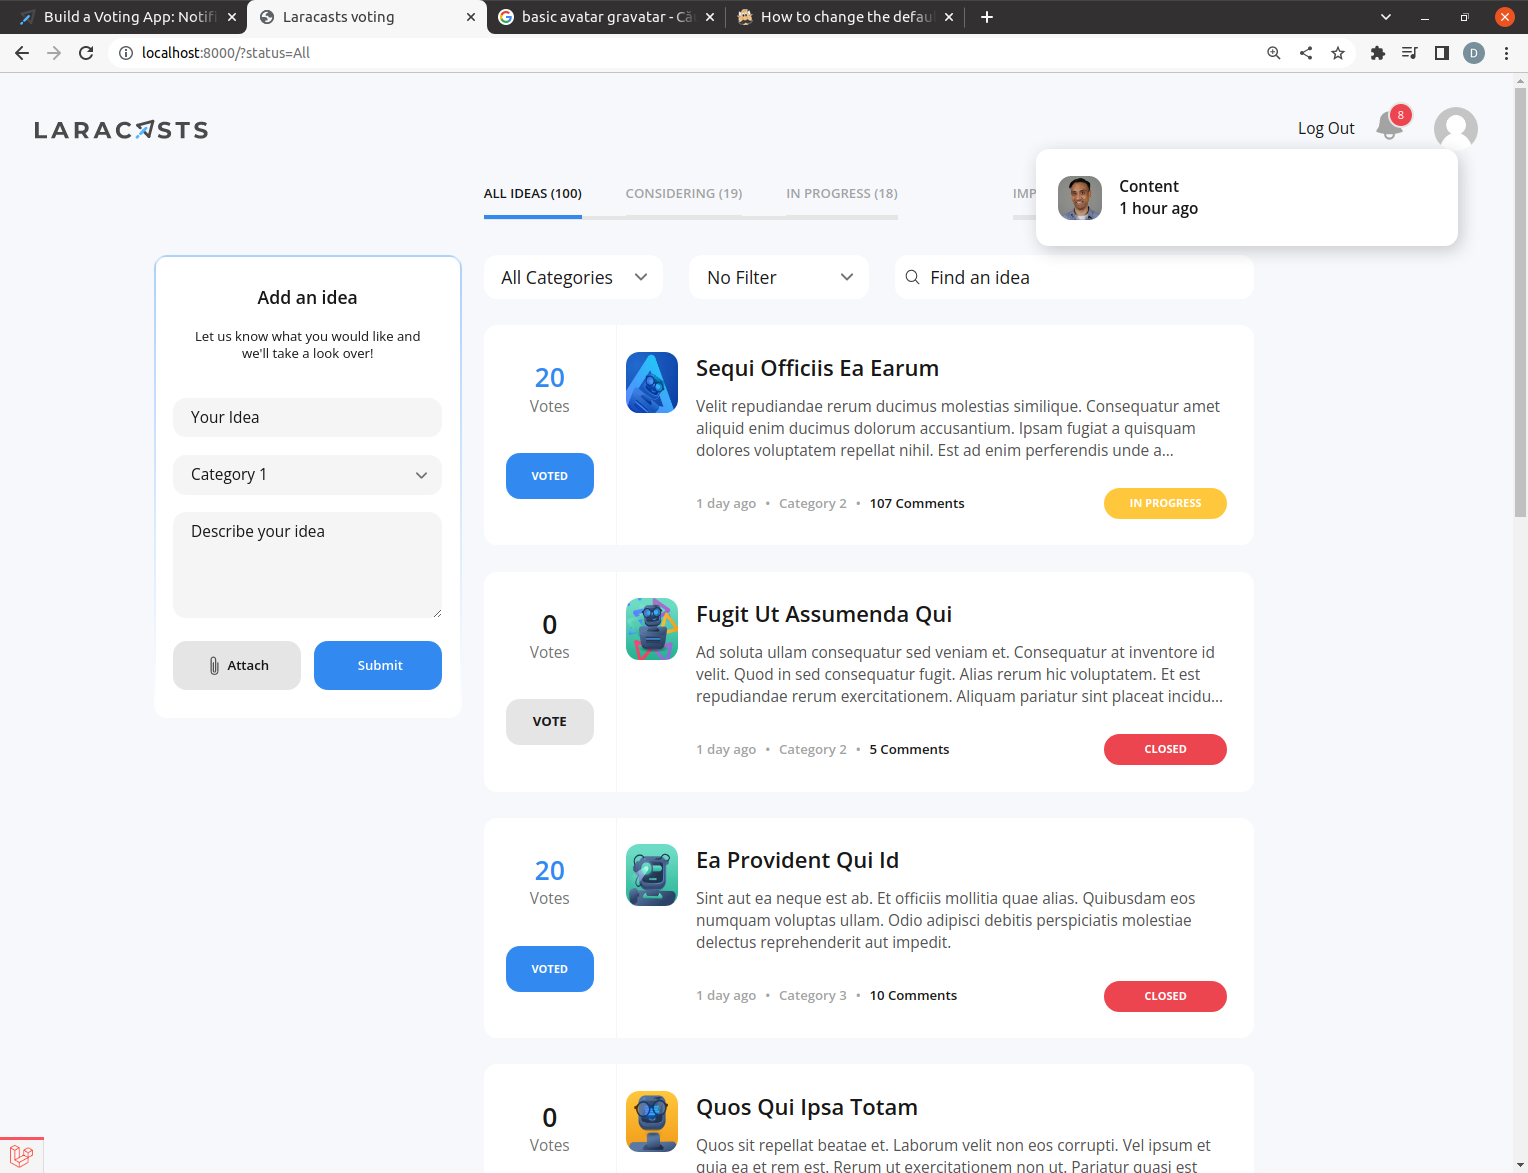 Build a Voting App: Notifi
Laracasts voting
basic avatar gravatar - Că
How to change the defau
localhost:8000/?status=All
D
LARACASTS
Log Out
8
Content
1 hour ago
ALL IDEAS (100)
CONSIDERING (19)
IN PROGRESS (18)
IMP
Add an idea
Let us know what you would like and
we'll take a look over!
Your Idea
Category 1
Describe your idea
Attach
Submit
All Categories
No Filter
Find an idea
20
Votes
VOTED
Sequi Officiis Ea Earum
Velit repudiandae rerum ducimus molestias similique. Consequatur amet
aliquid enim ducimus dolorum accusantium. Ipsam fugiat a quisquam
dolores voluptatem repellat nihil. Est ad enim perferendis unde a...
1 day ago • Category 2 • 107 Comments
IN PROGRESS
0
Votes
VOTE
Fugit Ut Assumenda Qui
Ad soluta ullam consequatur sed veniam et. Consequatur at inventore id
velit. Quod in sed consequatur fugit. Alias rerum hic voluptatem. Et est
repudiandae rerum exercitationem. Aliquam pariatur sint placeat incidu...
1 day ago • Category 2 • 5 Comments
CLOSED
20
Votes
VOTED
Ea Provident Qui Id
Sint aut ea neque est ab. Et officiis mollitia quae alias. Quibusdam eos
numquam voluptas ullam. Odio adipisci debitis perspiciatis molestiae
delectus reprehenderit aut impedit.
1 day ago • Category 3 • 10 Comments
CLOSED
0
Votes
Quos Qui Ipsa Totam
Quos sit repellat beatae et. Laborum velit non eos corrupti. Vel ipsum et
quia ea et rem est. Rerum ut exercitationem non ut. Pariatur quasi est